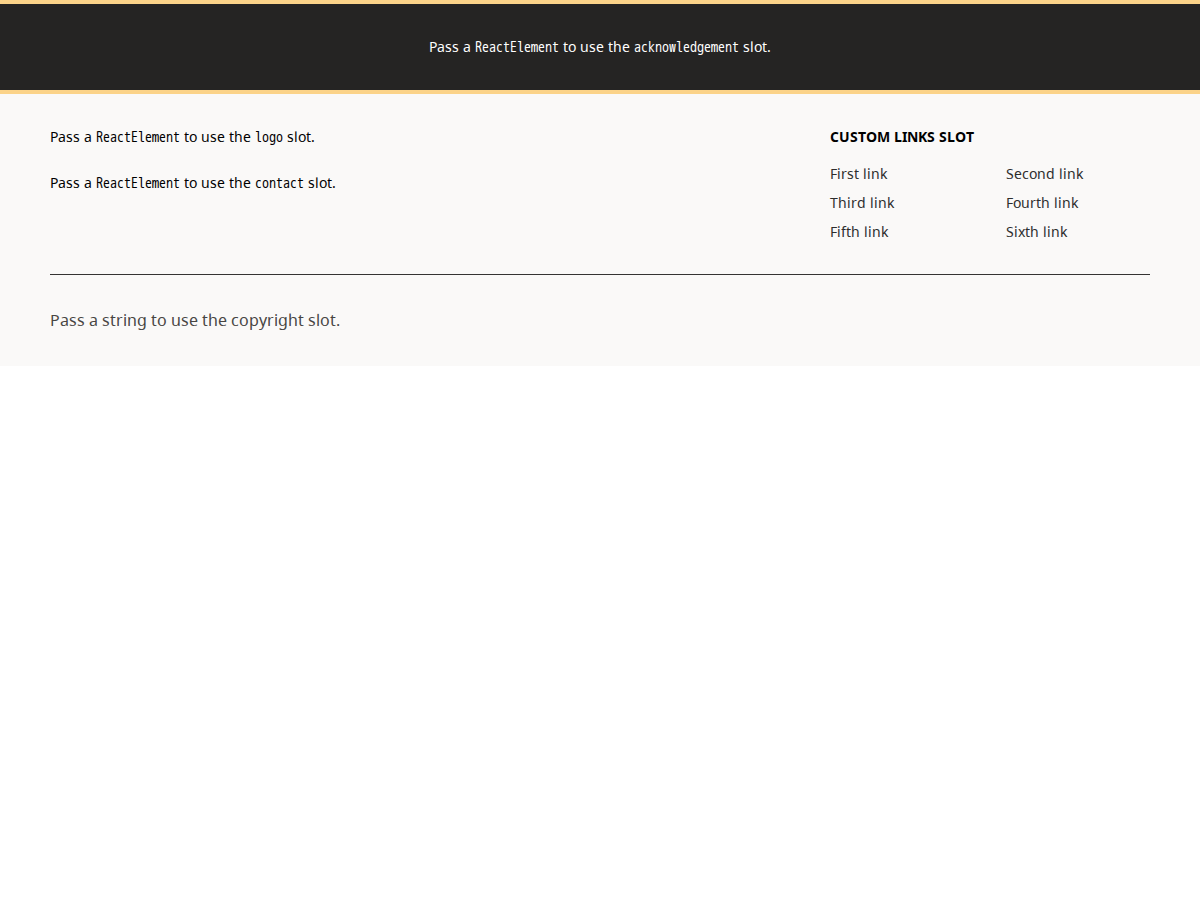 Pass a ReactElement to use the acknowledgement slot.
Pass a ReactElement to use the logo slot.
Pass a ReactElement to use the contact slot.
CUSTOM LINKS SLOT
First link
Second link
Third link
Fourth link
Fifth link
Sixth link
Pass a string to use the copyright slot.